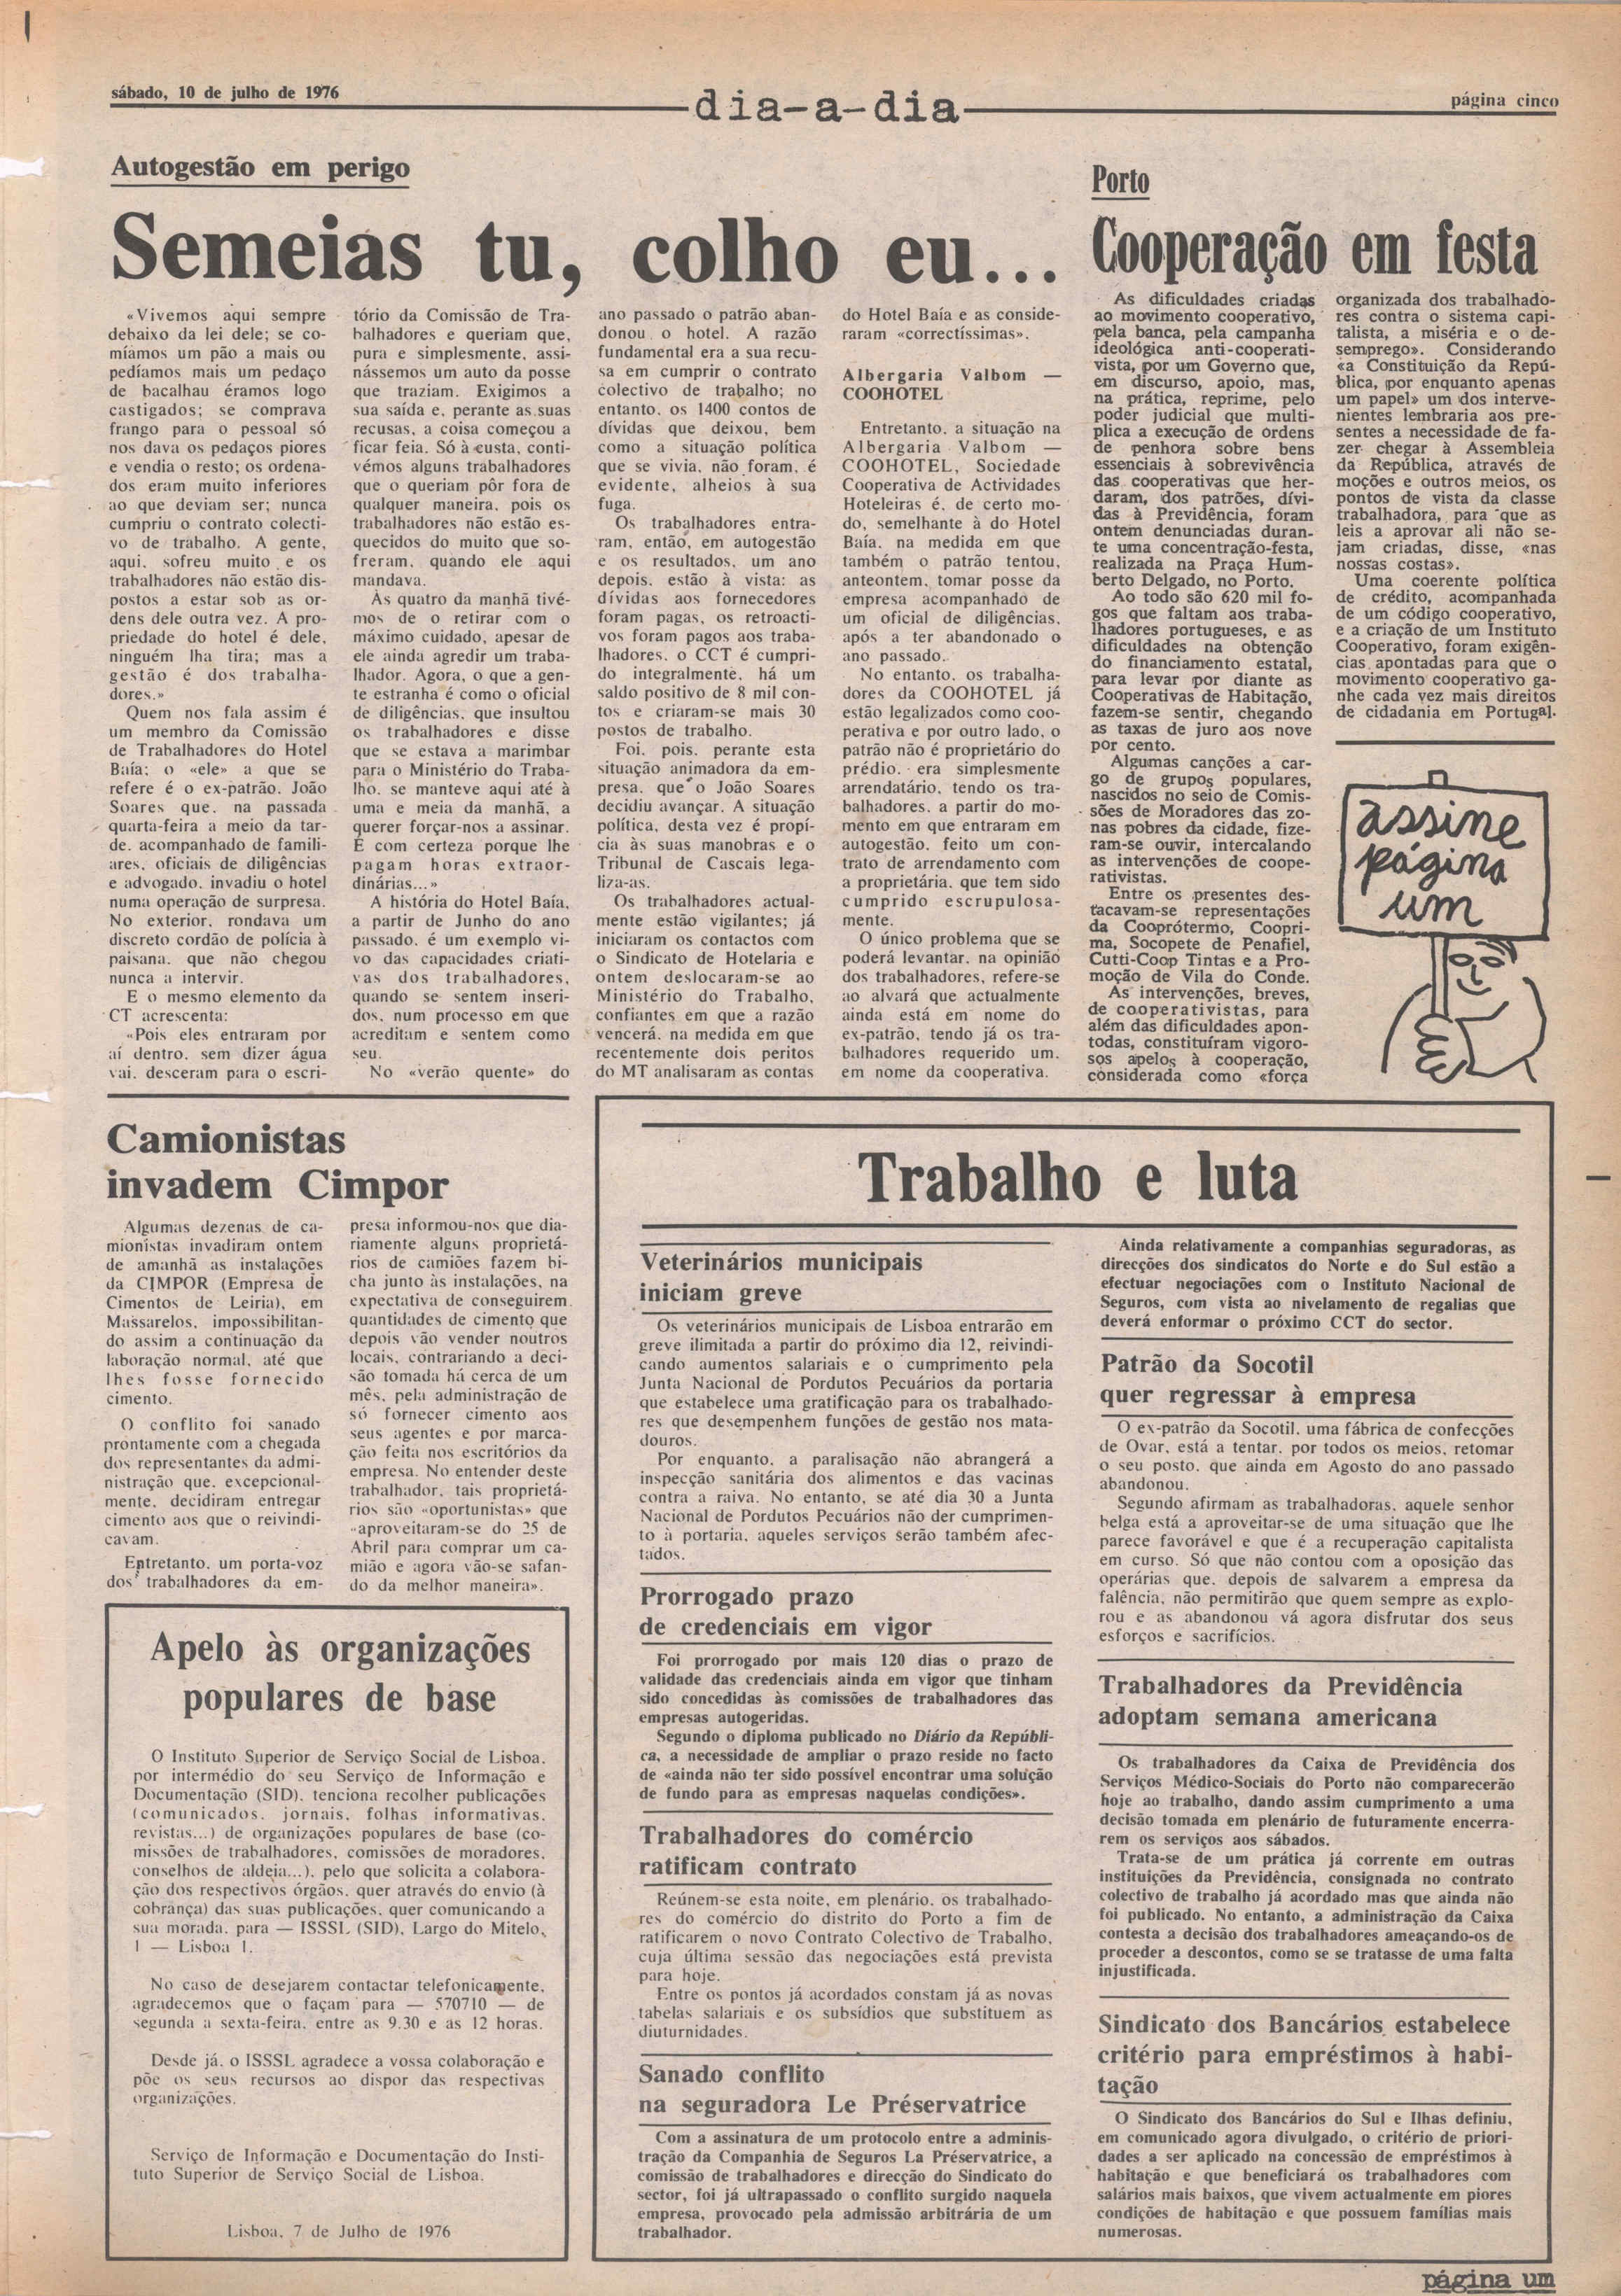 sábado, 10 de julho de 1976
dia-a-dia
página cinco
Autogestão em perigo
Semeias tu, colho eu...
«Vivemos aqui sempre
debaixo da lei dele; se co-
míamos um pão a mais ou
pedíamos mais um pedaço
de bacalhau éramos logo
castigados; se comprava
frango para o pessoal só
nos dava os pedaços piores
e vendia o resto; os ordena-
dos eram muito inferiores
ao que deviam ser; nunca
cumpriu o contrato colecti-
vo de trabalho. A gente,
aqui, sofreu muito e os
trabalhadores não estão dis-
postos a estar sob as or-
dens dele outra vez. A pro-
priedade do hotel é dele,
ninguém lha tira; mas a
gestão é dos trabalha-
dores.»
Quem nos fala assim é
um membro da Comissão
de Trabalhadores do Hotel
Baía; o «ele» a que se
refere é o ex-patrão, João
Soares que, na passada
quarta-feira a meio da tar-
de, acompanhado de famili-
ares, oficiais de diligências
e advogado, invadiu o hotel
numa operação de surpresa.
No exterior, rondava um
discreto cordão de polícia à
paisana, que não chegou
nunca a intervir.
E o mesmo elemento da
CT acrescenta:
«Pois eles entraram por
aí dentro, sem dizer água
vai, desceram para o escri-
tório da Comissão de Tra-
balhadores e queriam que,
pura e simplesmente, assi-
nássemos um auto da posse
que traziam. Exigimos a
sua saída e, perante as suas
recusas, a coisa começou a
ficar feia. Só à custa, conti-
vémos alguns trabalhadores
que o queriam pôr fora de
qualquer maneira, pois os
trabalhadores não estão es-
quecidos do muito que so-
freram, quando ele aqui
mandava.
Às quatro da manhã tivé-
mos de o retirar com o
máximo cuidado, apesar de
ele ainda agredir um traba-
lhador. Agora, o que a gen-
te estranha é como o oficial
de diligências, que insultou
os trabalhadores e disse
que se estava a marimbar
para o Ministério do Traba-
lho, se manteve aqui até à
uma e meia da manhã, a
querer forçar-nos a assinar.
É com certeza porque lhe
pagam horas extraor-
dinárias...»
A história do Hotel Baía,
a partir de Junho do ano
passado, é um exemplo vi-
vo das capacidades criati-
vas dos trabalhadores,
quando se sentem inseri-
dos, num processo em que
acreditam e sentem como
seu.
No «verão quente» do
ano passado o patrão aban-
donou o hotel. A razão
fundamental era a sua recu-
sa em cumprir o contrato
colectivo de trabalho; no
entanto, os 1400 contos de
dívidas que deixou, bem
como a situação política
que se vivia, não foram, é
evidente, alheios à sua
fuga.
Os trabalhadores entra-
ram, então, em autogestão
e os resultados, um ano
depois, estão à vista: as
dívidas aos fornecedores
foram pagas, os retroacti-
vos foram pagos aos traba-
lhadores, o CCT é cumpri-
do integralmente, há um
saldo positivo de 8 mil con-
tos e criaram-se mais 30
postos de trabalho.
Foi, pois, perante esta
situação animadora da em-
presa, que o João Soares
decidiu avançar. A situação
política, desta vez é propí-
cia às suas manobras e o
Tribunal de Cascais lega-
liza-as.
Os trabalhadores actual-
mente estão vigilantes; já
iniciaram os contactos com
o Sindicato de Hotelaria e
ontem deslocaram-se ao
Ministério do Trabalho,
confiantes em que a razão
vencerá, na medida em que
recentemente dois peritos
do MT analisaram as contas
do Hotel Baía e as conside-
raram «correctíssimas».
Albergaria Valbom —
COOHOTEL
Entretanto, a situação na
Albergaria Valbom —
COOHOTEL, Sociedade
Cooperativa de Actividades
Hoteleiras é, de certo mo-
do, semelhante à do Hotel
Baía, na medida em que
também o patrão tentou,
anteontem, tomar posse da
empresa acompanhado de
um oficial de diligências,
após a ter abandonado o
ano passado.
No entanto, os trabalha-
dores da COOHOTEL já
estão legalizados como coo-
perativa e por outro lado, o
patrão não é proprietário do
prédio, era simplesmente
arrendatário, tendo os tra-
balhadores, a partir do mo-
mento em que entraram em
autogestão, feito um con-
trato de arrendamento com
a proprietária, que tem sido
cumprido escrupulosa-
mente.
O único problema que se
poderá levantar, na opinião
dos trabalhadores, refere-se
ao alvará que actualmente
ainda está em nome do
ex-patrão, tendo já os tra-
balhadores requerido um,
em nome da cooperativa.
Porto
Cooperação em festa
As dificuldades criadas
ao movimento cooperativo,
pela banca, pela campanha
ideológica anti-cooperati-
vista, por um Governo que,
em discurso, apoio, mas,
na prática, reprime, pelo
poder judicial que multi-
plica a execução de ordens
de penhora sobre bens
essenciais à sobrevivência
das cooperativas que her-
daram, dos patrões, dívi-
das à Previdência, foram
ontem denunciadas duran-
te uma concentração-festa,
realizada na Praça Hum-
berto Delgado, no Porto.
Ao todo são 620 mil fo-
gos que faltam aos traba-
lhadores portugueses, e as
dificuldades na obtenção
do financiamento estatal,
para levar por diante as
Cooperativas de Habitação,
fazem-se sentir, chegando
as taxas de juro aos nove
por cento.
Algumas canções a car-
go de grupos populares,
nascidos no seio de Comis-
sões de Moradores das zo-
nas pobres da cidade, fize-
ram-se ouvir, intercalando
as intervenções de coope-
rativistas.
Entre os presentes des-
tacavam-se representações
da Cooprótermo, Coopri-
ma, Socopete de Penafiel,
Cutti-Coop Tintas e a Pro-
moção de Vila do Conde.
As intervenções, breves,
de cooperativistas, para
além das dificuldades apon-
todas, constituíram vigoro-
sos apelos à cooperação,
considerada como «força
organizada dos trabalhado-
res contra o sistema capi-
talista, a miséria e o de-
semprego». Considerando
«a Constituição da Repú-
blica, por enquanto apenas
um papel» um dos interve-
nientes lembraria aos pre-
sentes a necessidade de fa-
zer chegar à Assembleia
da República, através de
moções e outros meios, os
pontos de vista da classe
trabalhadora, para que as
leis a aprovar ali não se-
jam criadas, disse, «nas
nossas costas».
Uma coerente política
de crédito, acompanhada
de um código cooperativo,
e a criação de um Instituto
Cooperativo, foram exigên-
cias apontadas para que o
movimento cooperativo ga-
nhe cada vez mais direitos
de cidadania em Portugal.
assine
página
um
Camionistas
invadem Cimpor
Algumas dezenas de ca-
mionistas invadiram ontem
de amanhã as instalações
da CIMPOR (Empresa de
Cimentos de Leiria), em
Massarelos, impossibilitan-
do assim a continuação da
laboração normal, até que
lhes fosse fornecido
cimento.
O conflito foi sanado
prontamente com a chegada
dos representantes da admi-
nistração que, excepcional-
mente, decidiram entregar
cimento aos que o reivindi-
cavam.
Entretanto, um porta-voz
dos trabalhadores da em-
presa informou-nos que dia-
riamente alguns proprietá-
rios de camiões fazem bi-
cha junto às instalações, na
expectativa de conseguirem
quantidades de cimento que
depois vão vender noutros
locais, contrariando a deci-
são tomada há cerca de um
mês, pela administração de
só fornecer cimento aos
seus agentes e por marca-
ção feita nos escritórios da
empresa. No entender deste
trabalhador, tais proprietá-
rios são «oportunistas» que
«aproveitaram-se do 25 de
Abril para comprar um ca-
mião e agora vão-se safan-
do da melhor maneira».
Apelo às organizações
populares de base
O Instituto Superior de Serviço Social de Lisboa,
por intermédio do seu Serviço de Informação e
Documentação (SID), tenciona recolher publicações
(comunicados, jornais, folhas informativas,
revistas...) de organizações populares de base (co-
missões de trabalhadores, comissões de moradores,
conselhos de aldeia...), pelo que solicita a colabora-
ção dos respectivos órgãos, quer através do envio (à
cobrança) das suas publicações, quer comunicando a
sua morada, para — ISSSL (SID), Largo do Mitelo,
1 — Lisboa 1.
No caso de desejarem contactar telefonicamente,
agradecemos que o façam para — 570710 — de
segunda a sexta-feira, entre as 9.30 e as 12 horas.
Desde já, o ISSSL agradece a vossa colaboração e
põe os seus recursos ao dispor das respectivas
organizações.
Serviço de Informação e Documentação do Insti-
tuto Superior de Serviço Social de Lisboa.
Lisboa, 7 de Julho de 1976
Trabalho e luta
Veterinários municipais
iniciam greve
Os veterinários municipais de Lisboa entrarão em
greve ilimitada a partir do próximo dia 12, reivindi-
cando aumentos salariais e o cumprimento pela
Junta Nacional de Pordutos Pecuários da portaria
que estabelece uma gratificação para os trabalhado-
res que desempenhem funções de gestão nos mata-
douros.
Por enquanto, a paralisação não abrangerá a
inspecção sanitária dos alimentos e das vacinas
contra a raiva. No entanto, se até dia 30 a Junta
Nacional de Pordutos Pecuários não der cumprimen-
to à portaria, aqueles serviços serão também afec-
tados.
Prorrogado prazo
de credenciais em vigor
Foi prorrogado por mais 120 dias o prazo de
validade das credenciais ainda em vigor que tinham
sido concedidas às comissões de trabalhadores das
empresas autogeridas.
Segundo o diploma publicado no Diário da Repúbli-
ca, a necessidade de ampliar o prazo reside no facto
de «ainda não ter sido possível encontrar uma solução
de fundo para as empresas naquelas condições».
Trabalhadores do comércio
ratificam contrato
Reúnem-se esta noite, em plenário, os trabalhado-
res do comércio do distrito do Porto a fim de
ratificarem o novo Contrato Colectivo de Trabalho,
cuja última sessão das negociações está prevista
para hoje.
Entre os pontos já acordados constam já as novas
tabelas salariais e os subsídios que substituem as
diuturnidades.
Sanado conflito
na seguradora Le Préservatrice
Com a assinatura de um protocolo entre a adminis-
tração da Companhia de Seguros La Préservatrice, a
comissão de trabalhadores e direcção do Sindicato do
sector, foi já ultrapassado o conflito surgido naquela
empresa, provocado pela admissão arbitrária de um
trabalhador.
Ainda relativamente a companhias seguradoras, as
direcções dos sindicatos do Norte e do Sul estão a
efectuar negociações com o Instituto Nacional de
Seguros, com vista ao nivelamento de regalias que
deverá enformar o próximo CCT do sector.
Patrão da Socotil
quer regressar à empresa
O ex-patrão da Socotil, uma fábrica de confecções
de Ovar, está a tentar, por todos os meios, retomar
o seu posto, que ainda em Agosto do ano passado
abandonou.
Segundo afirmam as trabalhadoras, aquele senhor
belga está a aproveitar-se de uma situação que lhe
parece favorável e que é a recuperação capitalista
em curso. Só que não contou com a oposição das
operárias que, depois de salvarem a empresa da
falência, não permitirão que quem sempre as explo-
rou e as abandonou vá agora disfrutar dos seus
esforços e sacrifícios.
Trabalhadores da Previdência
adoptam semana americana
Os trabalhadores da Caixa de Previdência dos
Serviços Médico-Sociais do Porto não comparecerão
hoje ao trabalho, dando assim cumprimento a uma
decisão tomada em plenário de futuramente encerra-
rem os serviços aos sábados.
Trata-se de um prática já corrente em outras
instituições da Previdência, consignada no contrato
colectivo de trabalho já acordado mas que ainda não
foi publicado. No entanto, a administração da Caixa
contesta a decisão dos trabalhadores ameaçando-os de
proceder a descontos, como se se tratasse de uma falta
injustificada.
Sindicato dos Bancários estabelece
critério para empréstimos à habi-
tação
O Sindicato dos Bancários do Sul e Ilhas definiu,
em comunicado agora divulgado, o critério de priori-
dades a ser aplicado na concessão de empréstimos à
habitação e que beneficiará os trabalhadores com
salários mais baixos, que vivem actualmente em piores
condições de habitação e que possuem famílias mais
numerosas.
página um